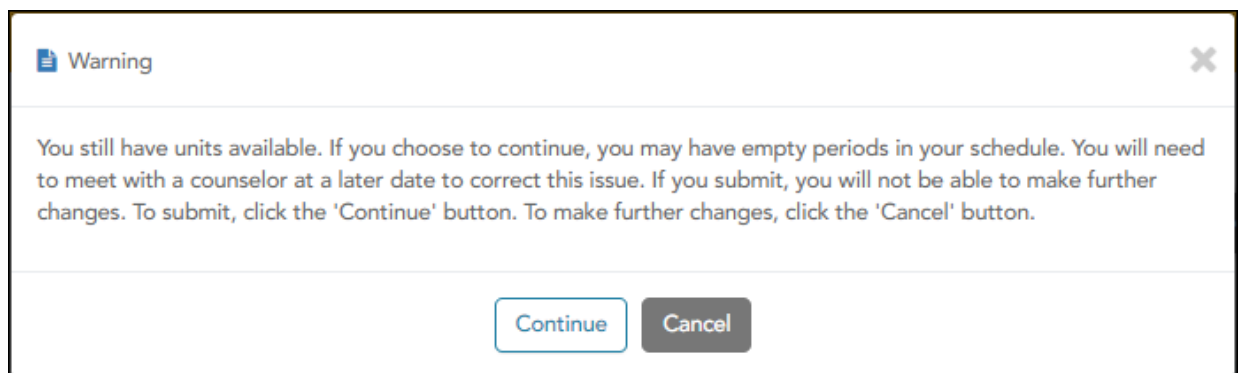 Warning
You still have units available. If you choose to continue, you may have empty periods in your schedule. You will need
to meet with a counselor at a later date to correct this issue. If you submit, you will not be able to make further
changes. To submit, click the 'Continue' button. To make further changes, click the 'Cancel' button.
Continue
Cancel